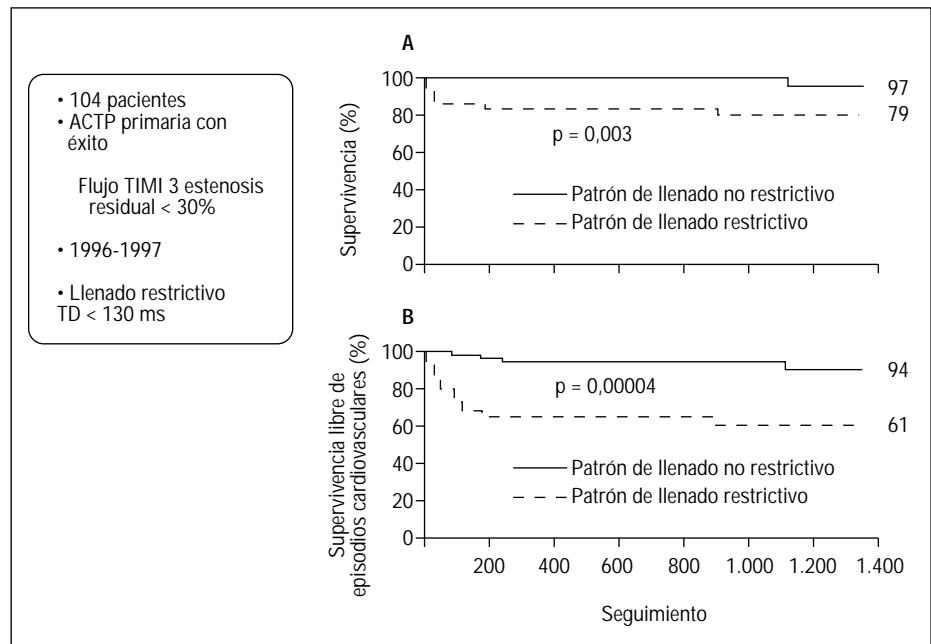 • 104 pacientes
• ACTP primaria con
éxito
Flujo TIMI 3 estenosis
residual < 30%
• 1996-1997
• Llenado restrictivo
TD < 130 ms
A
Supervivencia (%)
100
80
60
40
20
0
97
79
p = 0,003
Patrón de llenado no restrictivo
Patrón de llenado restrictivo
B
Supervivencia libre de
episodios cardiovasculares (%)
100
80
60
40
20
0
94
61
p = 0,00004
Patrón de llenado no restrictivo
Patrón de llenado restrictivo
200 400 600 800 1.000 1.200 1.400
Seguimiento